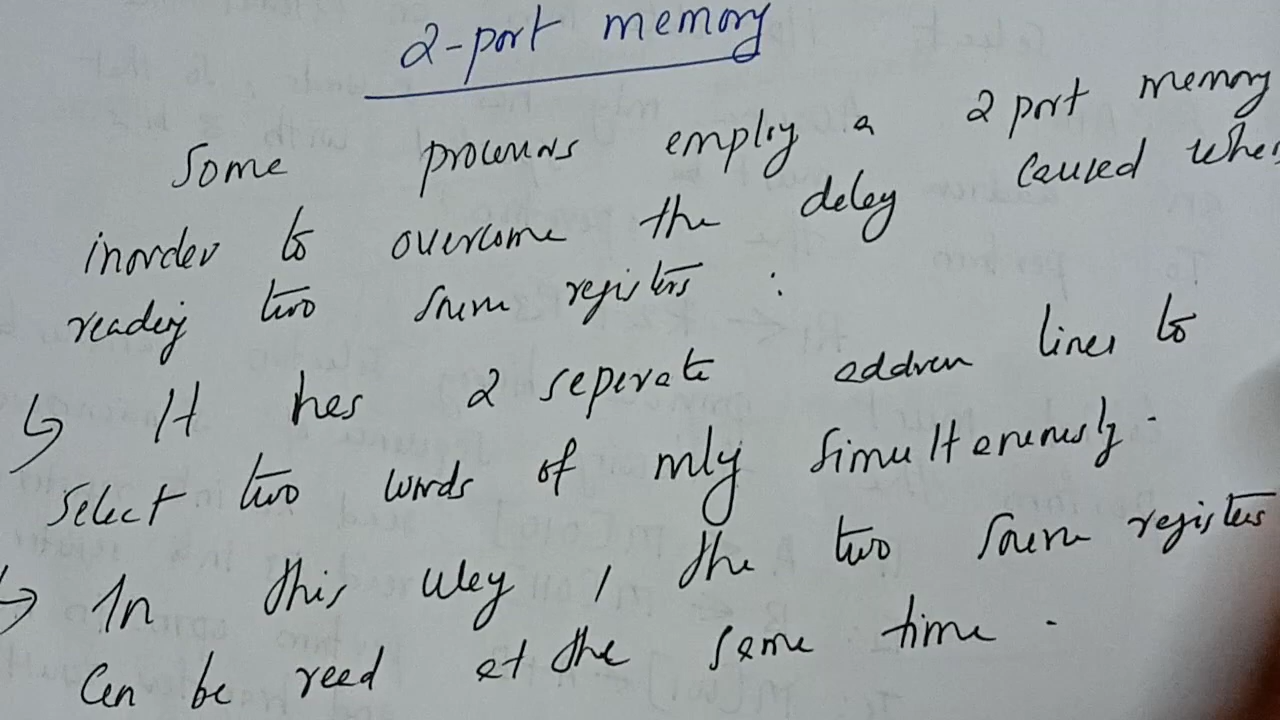 2-port memory
Some processors employ a 2 port memory
inorder to overcome the delay caused when
reading two source registers.
↳ It has 2 seperate address lines to
select two words of mly simultaneously.
→ In this way, the two source registers
can be read at the same time.